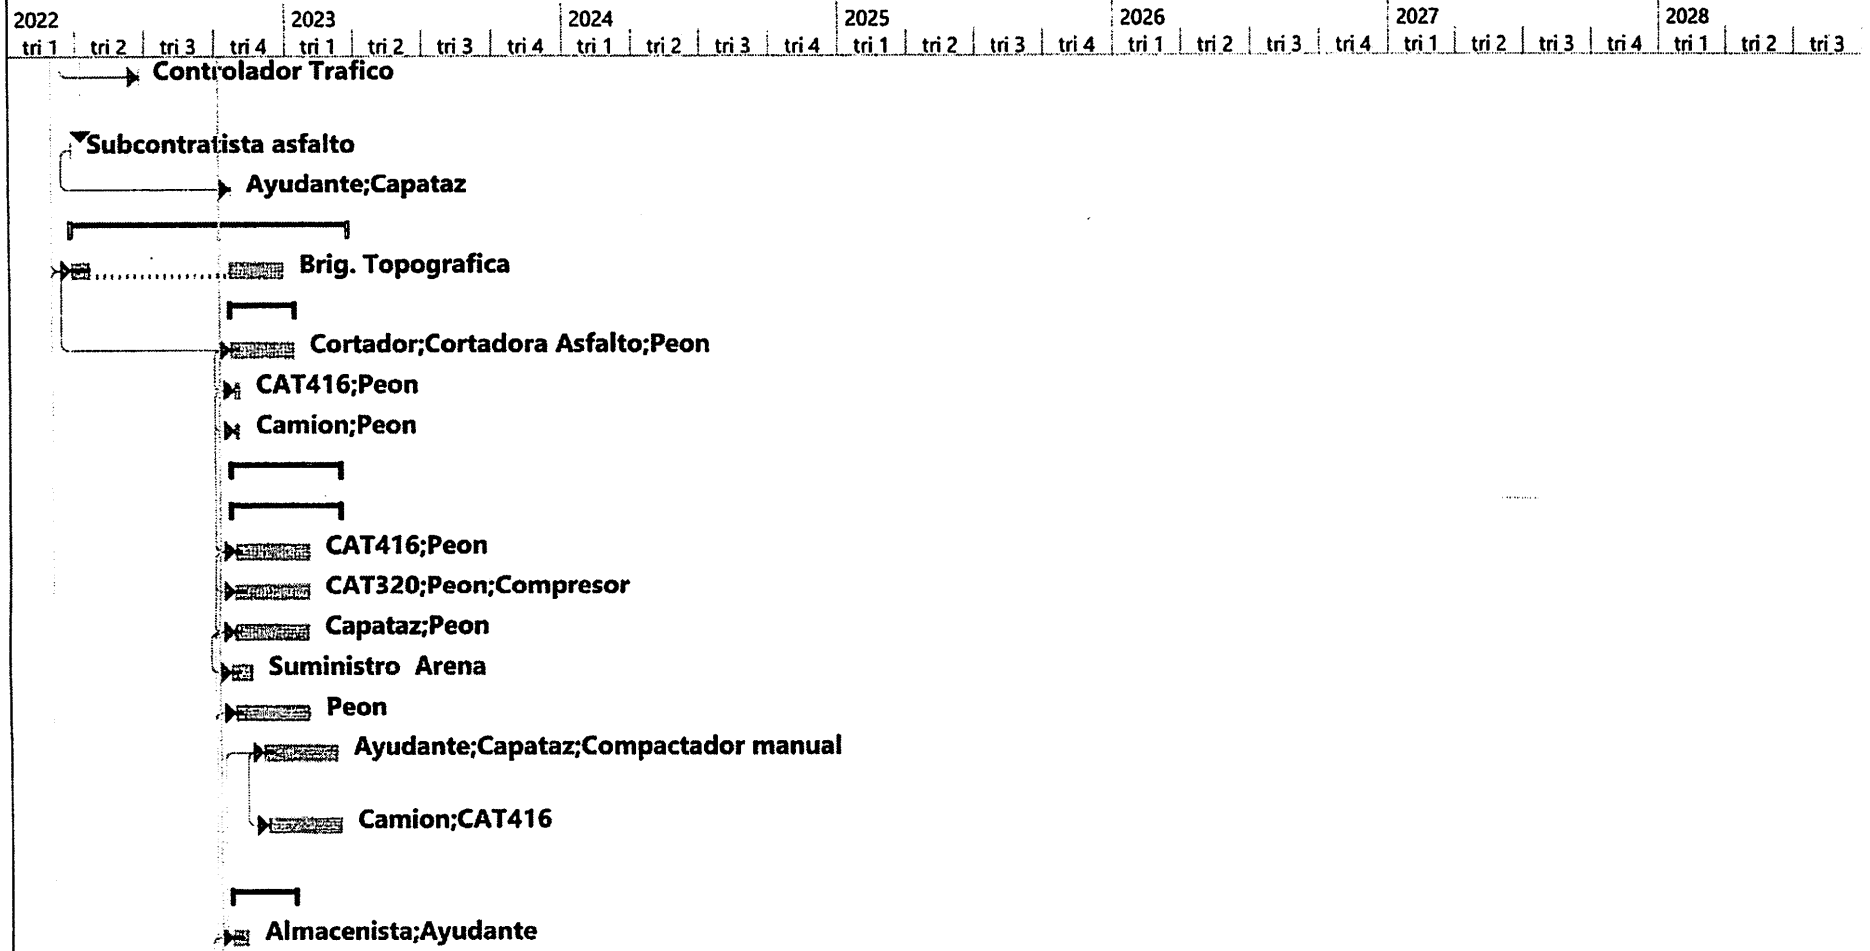 2022 2023 2024 2025 2026 2027 2028
tri 1 tri 2 tri 3 tri 4 tri 1 tri 2 tri 3 tri 4 tri 1 tri 2 tri 3 tri 4 tri 1 tri 2 tri 3 tri 4 tri 1 tri 2 tri 3 tri 4 tri 1 tri 2 tri 3 tri 4 tri 1 tri 2 tri 3
Controlador Trafico
Subcontratista asfalto
Ayudante;Capataz
Brig. Topografica
Cortador;Cortadora Asfalto;Peon
CAT416;Peon
Camion;Peon
CAT416;Peon
CAT320;Peon;Compresor
Capataz;Peon
Suministro Arena
Peon
Ayudante;Capataz;Compactador manual
Camion;CAT416
Almacenista;Ayudante